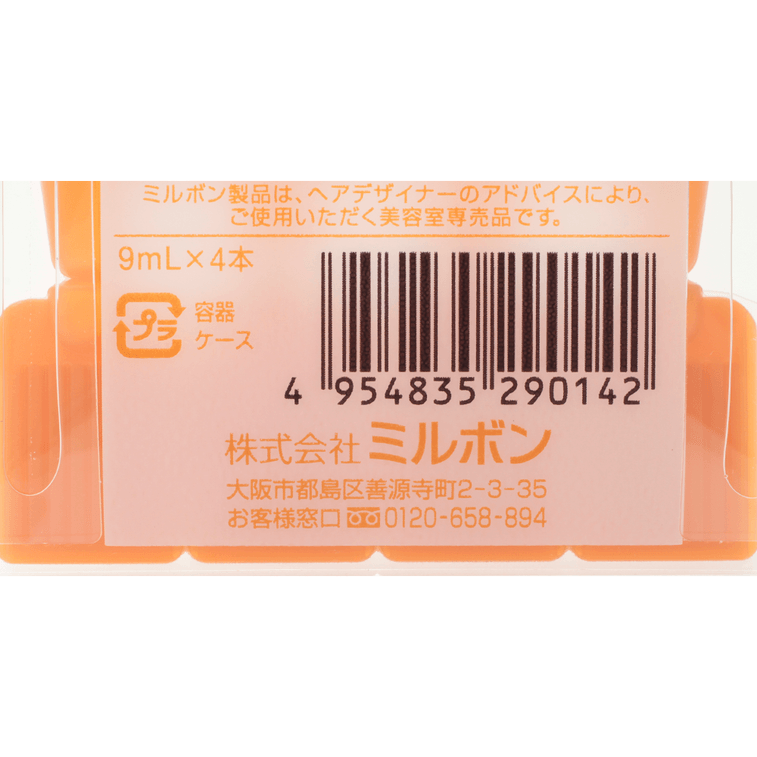 ミルボン製品は、ヘアデザイナーのアドバイスにより、
ご使用いただく美容室専売品です。
9mL×4本
プラ
容器
ケース
4 954835 290142
株式会社 ミルボン
大阪市都島区善源寺町2-3-35
お客様窓口 0120-658-894